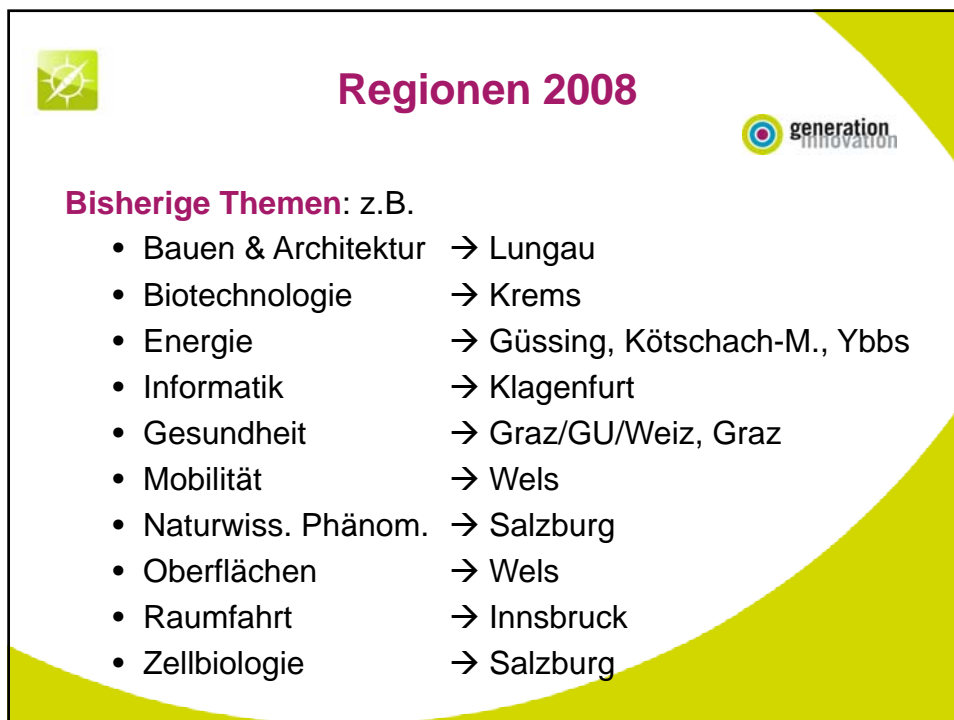 Regionen 2008
generation
innovation
Bisherige Themen: z.B.
• Bauen & Architektur → Lungau
• Biotechnologie → Krems
• Energie → Güssing, Kötschach-M., Ybbs
• Informatik → Klagenfurt
• Gesundheit → Graz/GU/Weiz, Graz
• Mobilität → Wels
• Naturwiss. Phänom. → Salzburg
• Oberflächen → Wels
• Raumfahrt → Innsbruck
• Zellbiologie → Salzburg